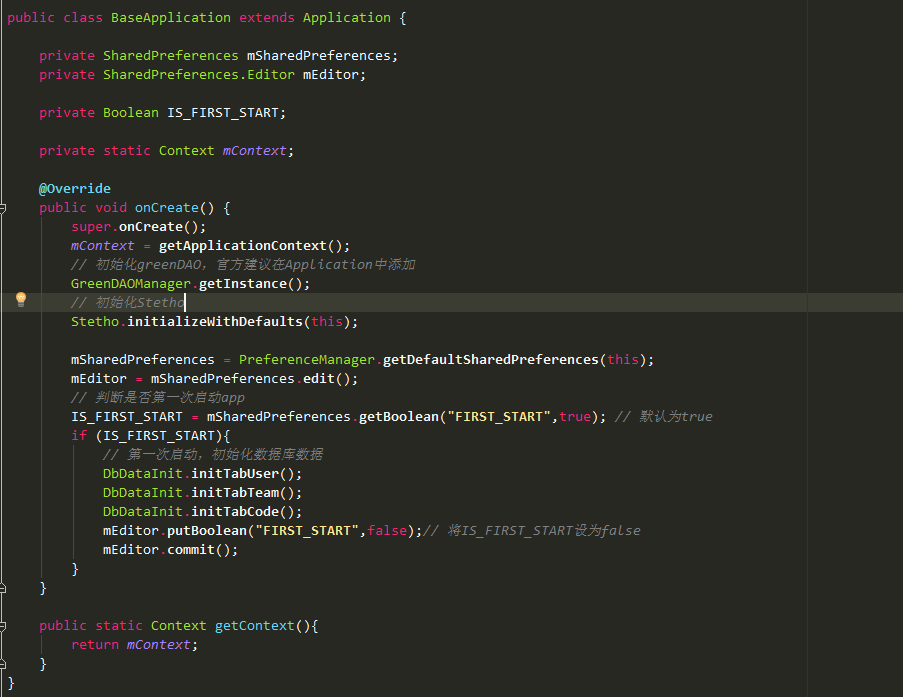 public class BaseApplication extends Application {
private SharedPreferences mSharedPreferences;
private SharedPreferences.Editor mEditor;
private Boolean IS_FIRST_START;
private static Context mContext;
@Override
public void onCreate() {
super.onCreate();
mContext = getApplicationContext();
// 初始化greenDAO，官方建议在Application中添加
GreenDAOManager.getInstance();
// 初始化Stetho
Stetho.initializeWithDefaults(this);
mSharedPreferences = PreferenceManager.getDefaultSharedPreferences(this);
mEditor = mSharedPreferences.edit();
// 判断是否第一次启动app
IS_FIRST_START = mSharedPreferences.getBoolean("FIRST_START",true); // 默认为true
if (IS_FIRST_START){
// 第一次启动，初始化数据库数据
DbDataInit.initTabUser();
DbDataInit.initTabTeam();
DbDataInit.initTabCode();
mEditor.putBoolean("FIRST_START",false);// 将IS_FIRST_START设为false
mEditor.commit();
}
}
public static Context getContext(){
return mContext;
}
}